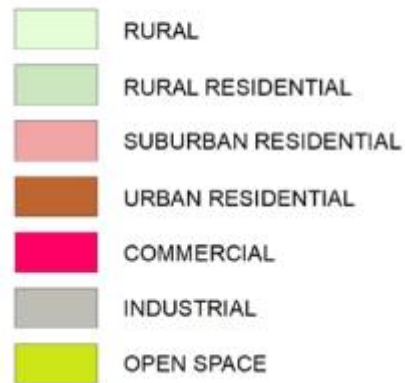 RURAL
RURAL RESIDENTIAL
SUBURBAN RESIDENTIAL
URBAN RESIDENTIAL
COMMERCIAL
INDUSTRIAL
OPEN SPACE